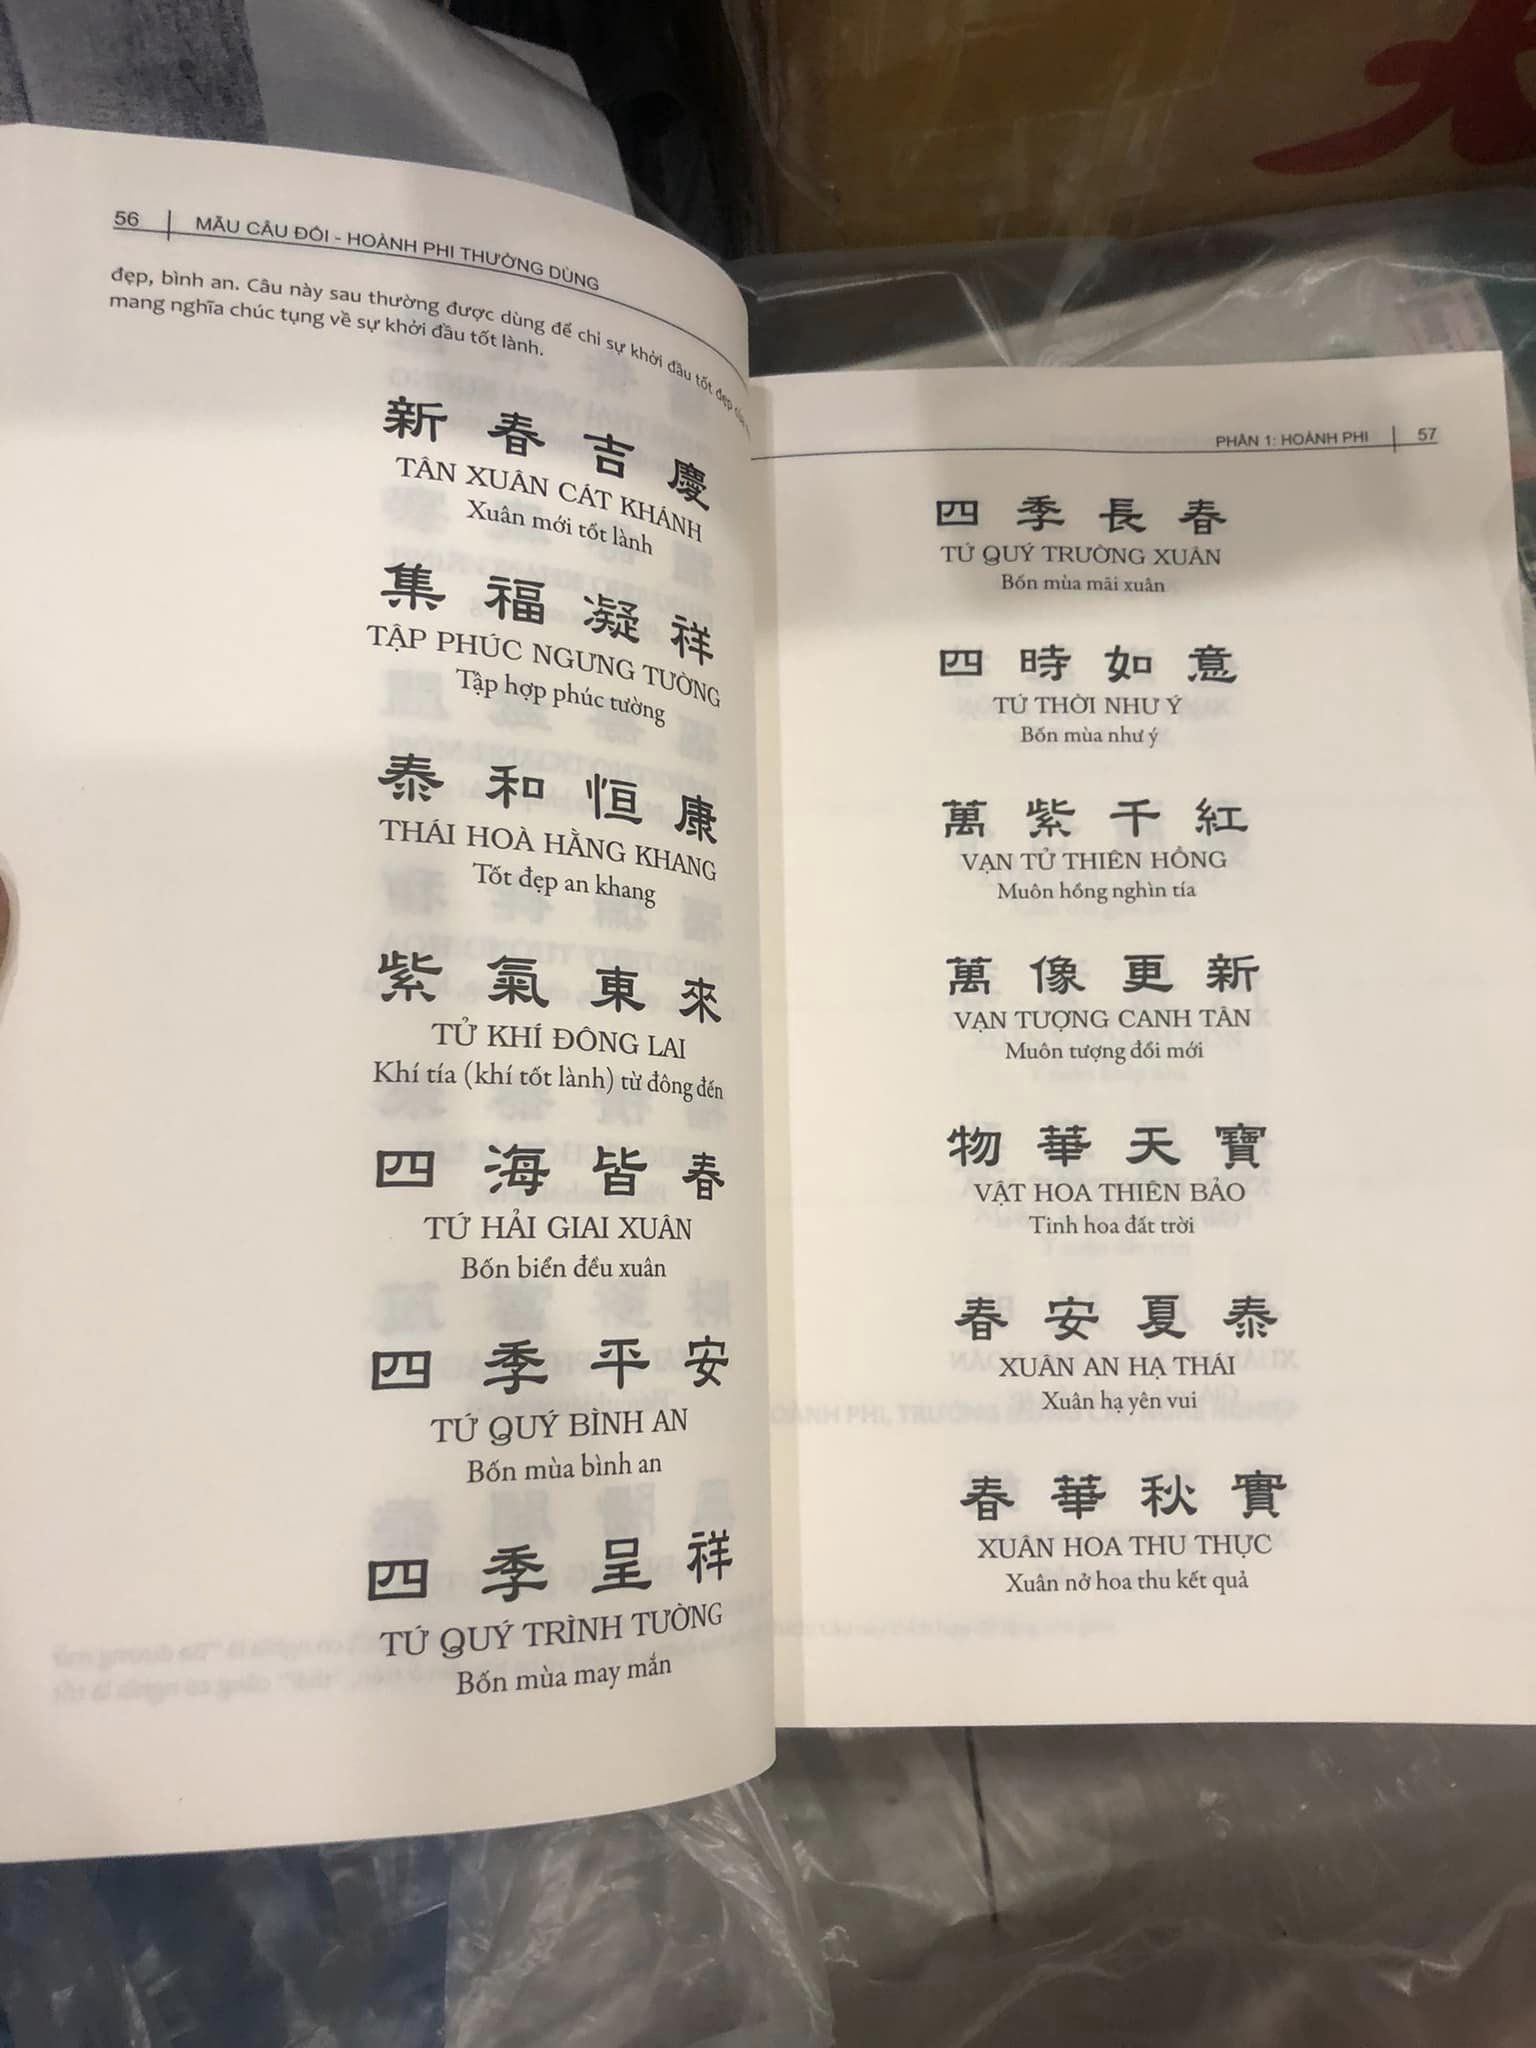 56 | MẪU CÂU ĐỐI - HOÀNH PHI THƯỜNG DÙNG
đẹp, bình an. Câu này sau thường được dùng để chỉ sự khởi đầu tốt đẹp
mang nghĩa chúc tụng về sự khởi đầu tốt lành.
新 春 吉 慶
TÂN XUÂN CÁT KHÁNH
Xuân mới tốt lành
集 福 凝 祥
TẬP PHÚC NGƯNG TƯỜNG
Tập hợp phúc tường
泰 和 恒 康
THÁI HOÀ HẰNG KHANG
Tốt đẹp an khang
紫 氣 東 來
TỬ KHÍ ĐÔNG LAI
Khí tía (khí tốt lành) từ đông đến
四 海 皆 春
TỨ HẢI GIAI XUÂN
Bốn biển đều xuân
四 季 平 安
TỨ QUÝ BÌNH AN
Bốn mùa bình an
四 季 呈 祥
TỨ QUÝ TRÌNH TƯỜNG
Bốn mùa may mắn
PHẦN 1: HOÀNH PHI | 57
四 季 長 春
TỨ QUÝ TRƯỜNG XUÂN
Bốn mùa mãi xuân
四 時 如 意
TỨ THỜI NHƯ Ý
Bốn mùa như ý
萬 紫 千 紅
VẠN TỬ THIÊN HỒNG
Muôn hồng nghìn tía
萬 像 更 新
VẠN TƯỢNG CANH TÂN
Muôn tượng đổi mới
物 華 天 寶
VẬT HOA THIÊN BẢO
Tinh hoa đất trời
春 安 夏 泰
XUÂN AN HẠ THÁI
Xuân hạ yên vui
春 華 秋 實
XUÂN HOA THU THỰC
Xuân nở hoa thu kết quả